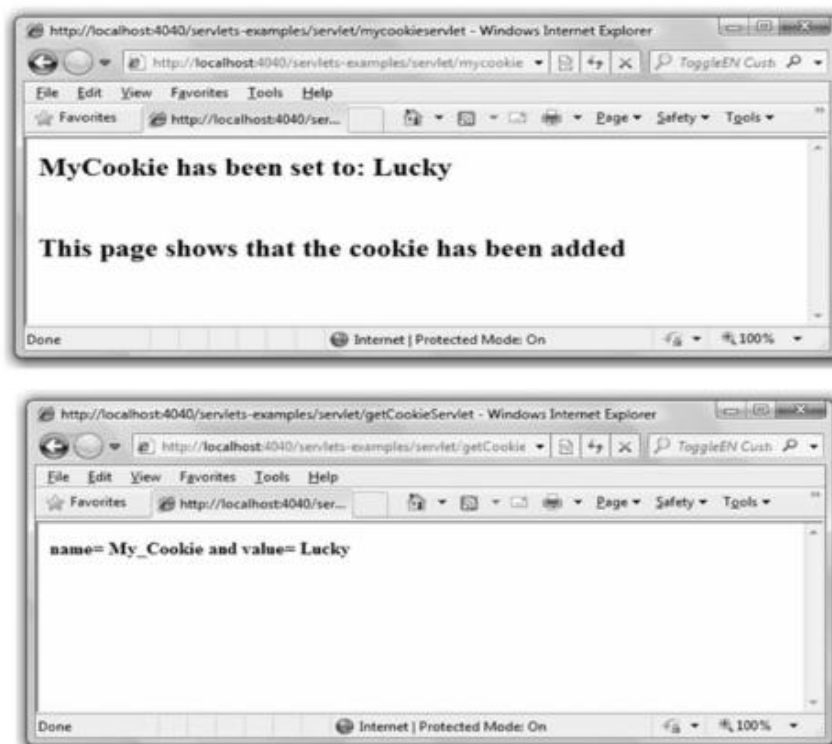 http://localhost:4040/servlets-examples/servlet/mycookieservlet - Windows Internet Explorer
http://localhost:4040/servlets-examples/servlet/mycookie ToggleEN Cust
File Edit View Favorites Tools Help
Favorites http://localhost:4040/ser... Page Safety Tools
MyCookie has been set to: Lucky
This page shows that the cookie has been added
Done Internet | Protected Mode: On 100%
http://localhost:4040/servlets-examples/servlet/getCookieServlet - Windows Internet Explorer
http://localhost:4040/servlets-examples/servlet/getCookie ToggleEN Cust
File Edit View Favorites Tools Help
Favorites http://localhost:4040/ser... Page Safety Tools
name= My_Cookie and value= Lucky
Done Internet | Protected Mode: On 100%